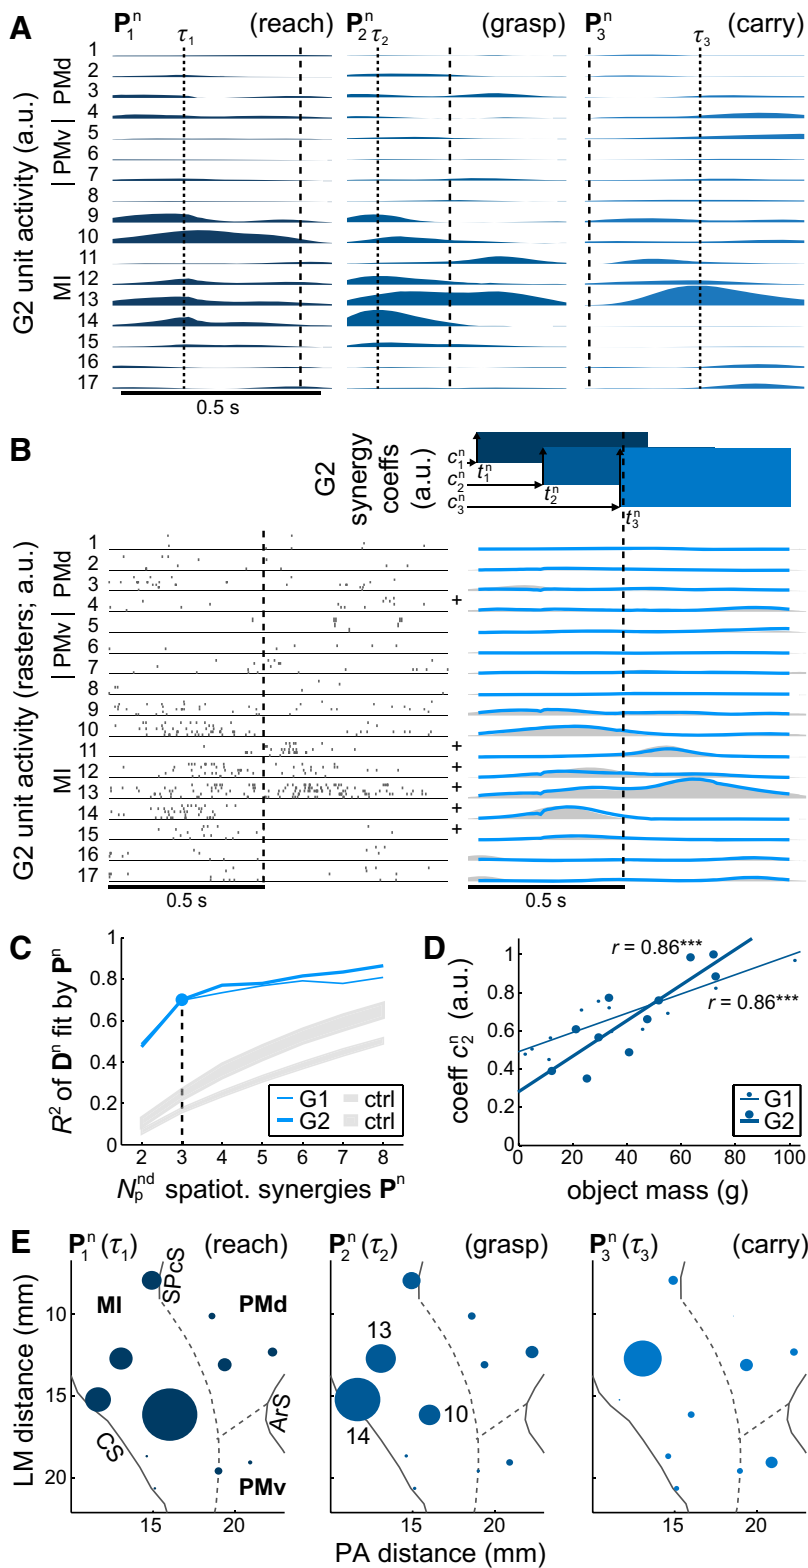 A
P₁ⁿ τ₁ (reach)
P₂ⁿ τ₂ (grasp)
P₃ⁿ τ₃ (carry)
G2 unit activity (a.u.)
MI | PMv | PMd
1
2
3
4
5
6
7
8
9
10
11
12
13
14
15
16
17
0.5 s
B
G2
synergy
coeffs
(a.u.)
c₁ⁿ t₁ⁿ
c₂ⁿ t₂ⁿ
c₃ⁿ t₃ⁿ
G2 unit activity (rasters; a.u.)
MI | PMv | PMd
1
2
3
4 +
5
6
7
8
9
10
11 +
12 +
13 +
14 +
15 +
16
17
0.5 s 0.5 s
C
R² of Dⁿ fit by Pⁿ
1
0.8
0.6
0.4
0.2
0
2 3 4 5 6 7 8
G1 ctrl
G2 ctrl
Nₚⁿᵈ spatiot. synergies Pⁿ
D
coeff c₂ⁿ (a.u.)
1
0.8
0.6
0.4
0.2
0
r = 0.86***
r = 0.86***
G1
G2
0 20 40 60 80 100
object mass (g)
E
P₁ⁿ (τ₁) (reach)
P₂ⁿ (τ₂) (grasp)
P₃ⁿ (τ₃) (carry)
LM distance (mm)
10
15
20
SPcS
MI
PMd
ArS
CS
PMv
13
14
10
15 20
15 20
15 20
PA distance (mm)